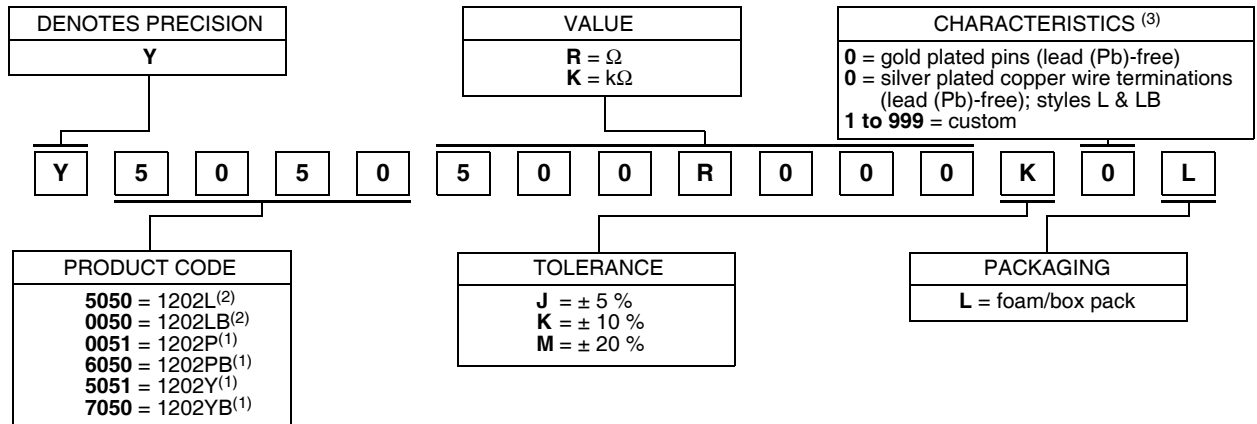 DENOTES PRECISION
Y
VALUE
R = Ω
K = kΩ
CHARACTERISTICS (3)
0 = gold plated pins (lead (Pb)-free)
0 = silver plated copper wire terminations
(lead (Pb)-free); styles L & LB
1 to 999 = custom
Y 5 0 5 0 5 0 0 R 0 0 0 K 0 L
PRODUCT CODE
5050 = 1202L(2)
0050 = 1202LB(2)
0051 = 1202P(1)
6050 = 1202PB(1)
5051 = 1202Y(1)
7050 = 1202YB(1)
TOLERANCE
J = ± 5 %
K = ± 10 %
M = ± 20 %
PACKAGING
L = foam/box pack